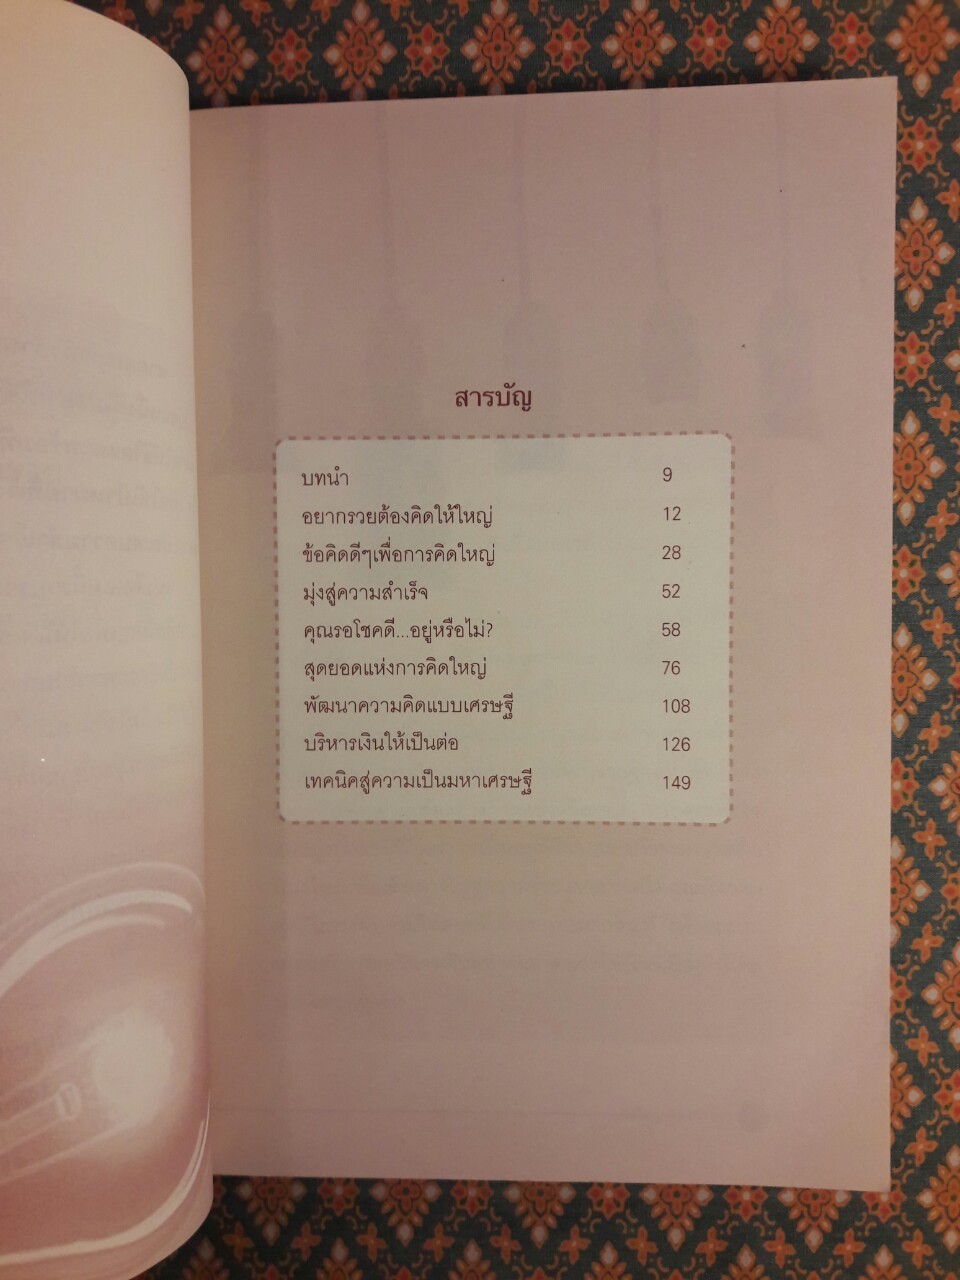 สารบัญ
บทนำ 9
อยากรวยต้องคิดให้ใหญ่ 12
ข้อคิดดีๆเพื่อการคิดใหญ่ 28
มุ่งสู่ความสำเร็จ 52
คุณรอโชคดี...อยู่หรือไม่? 58
สุดยอดแห่งการคิดใหญ่ 76
พัฒนาความคิดแบบเศรษฐี 108
บริหารเงินให้เป็นต่อ 126
เทคนิคสู่ความเป็นมหาเศรษฐี 149